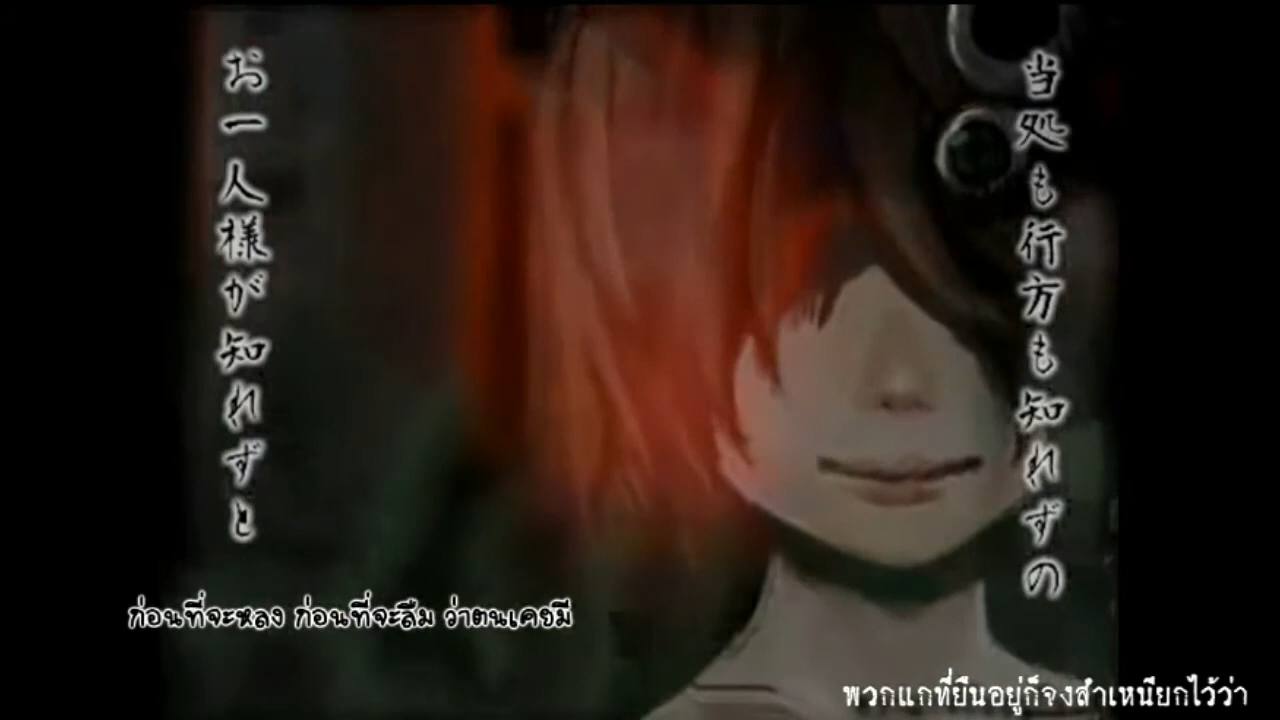 当処も行方も知れずの
お一人様が知れずと
ก่อนที่จะหลง ก่อนที่จะลืม ว่าตนเคยมี
พวกแกที่ยืนอยู่ก็จงสำเหนียกไว้ว่า